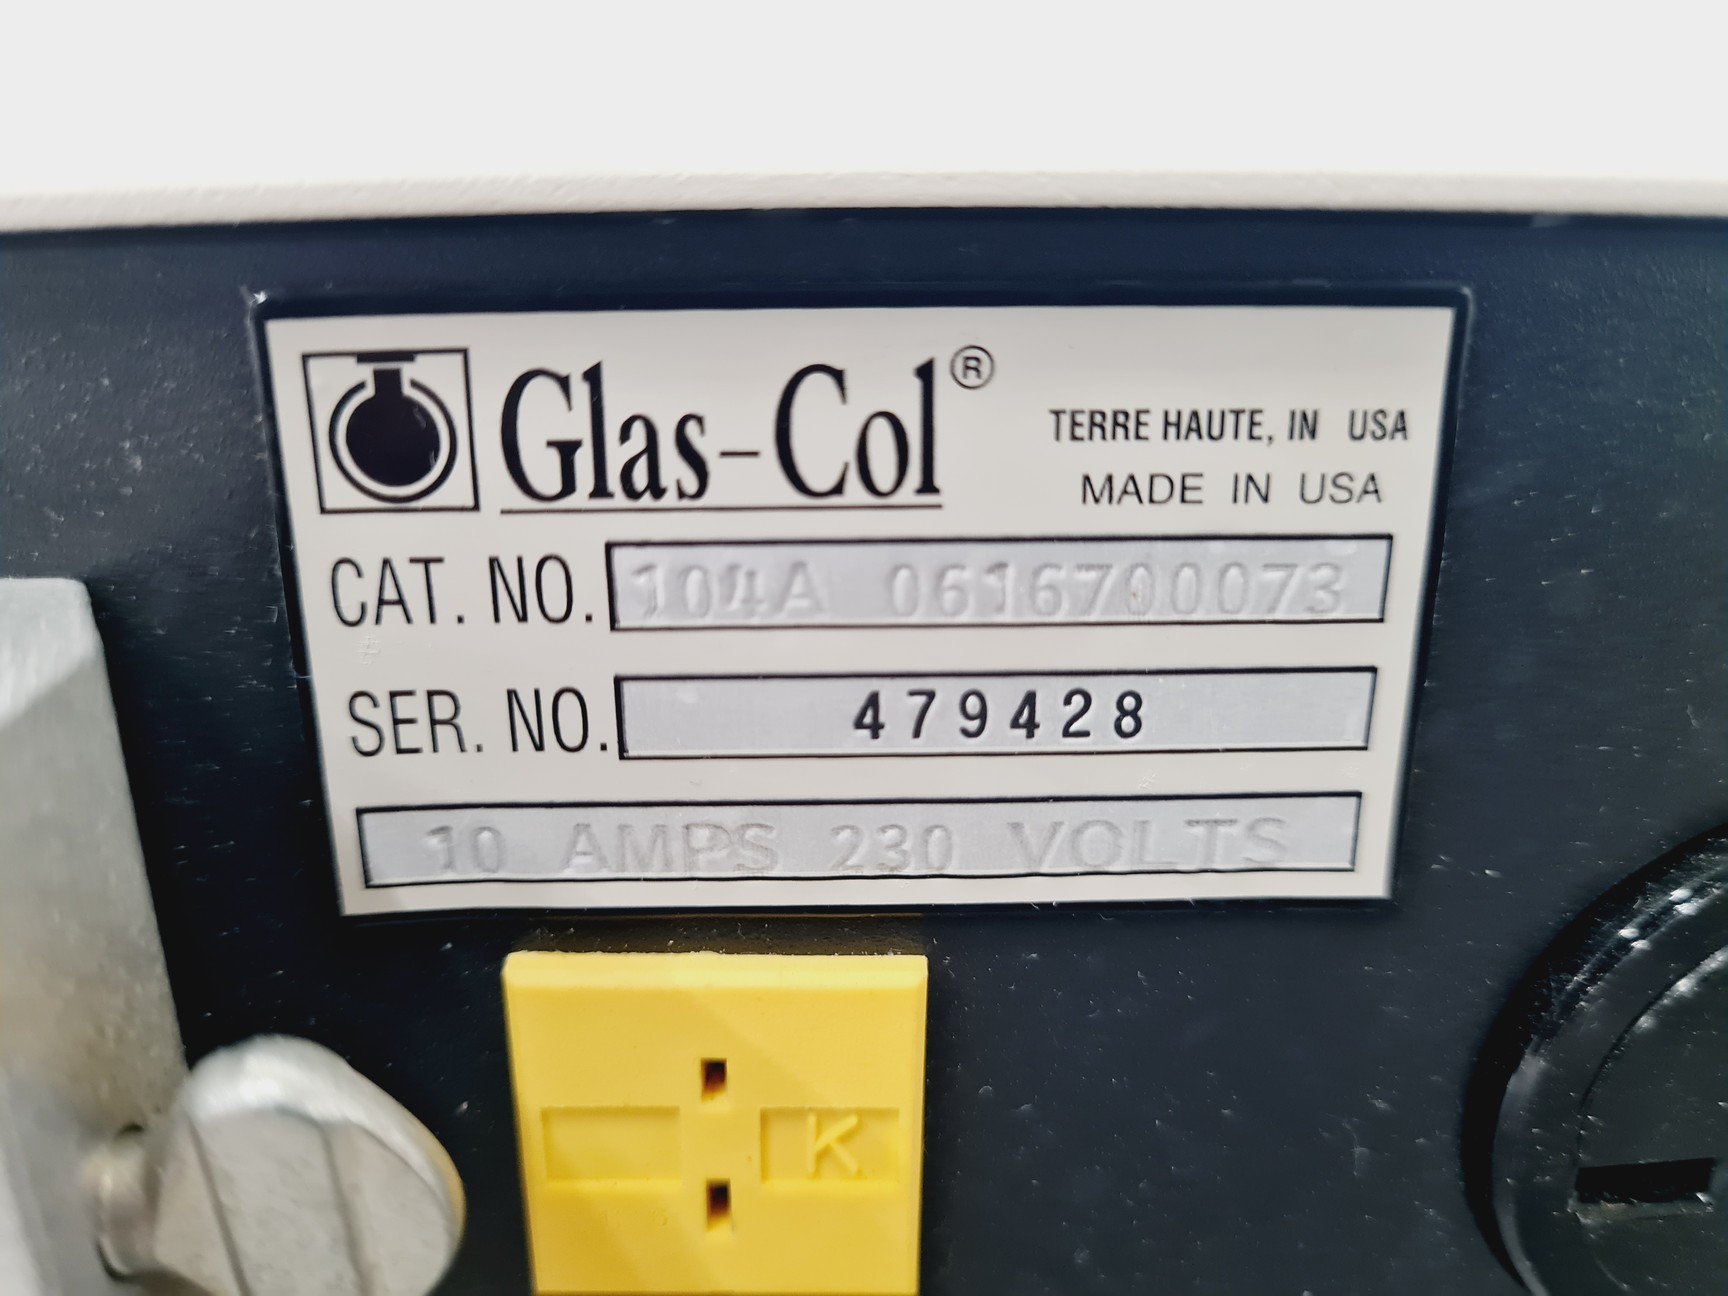 Glas-Col®
TERRE HAUTE, IN USA
MADE IN USA
CAT. NO. 104A 0616700073
SER. NO. 479428
10 AMPS 230 VOLTS
K